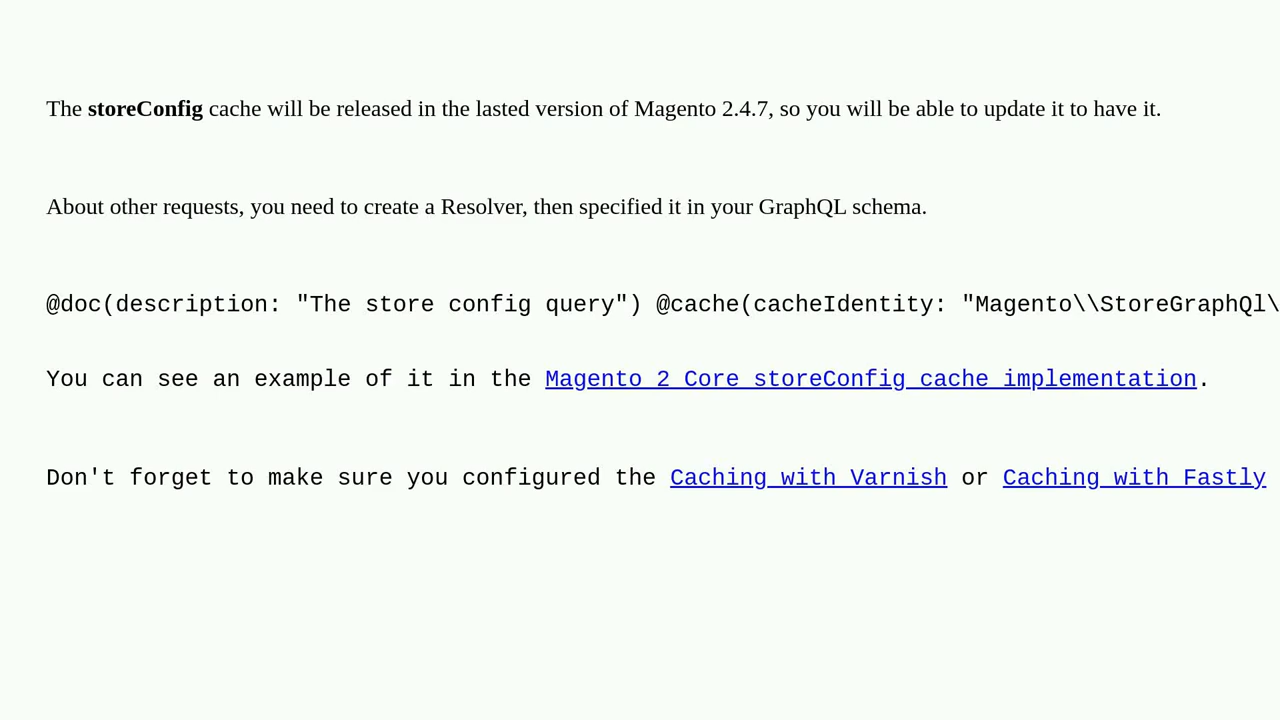 The storeConfig cache will be released in the lasted version of Magento 2.4.7, so you will be able to update it to have it.
About other requests, you need to create a Resolver, then specified it in your GraphQL schema.
@doc(description: "The store config query") @cache(cacheIdentity: "Magento\\StoreGraphQl\
You can see an example of it in the Magento 2 Core storeConfig cache implementation.
Don't forget to make sure you configured the Caching with Varnish or Caching with Fastly